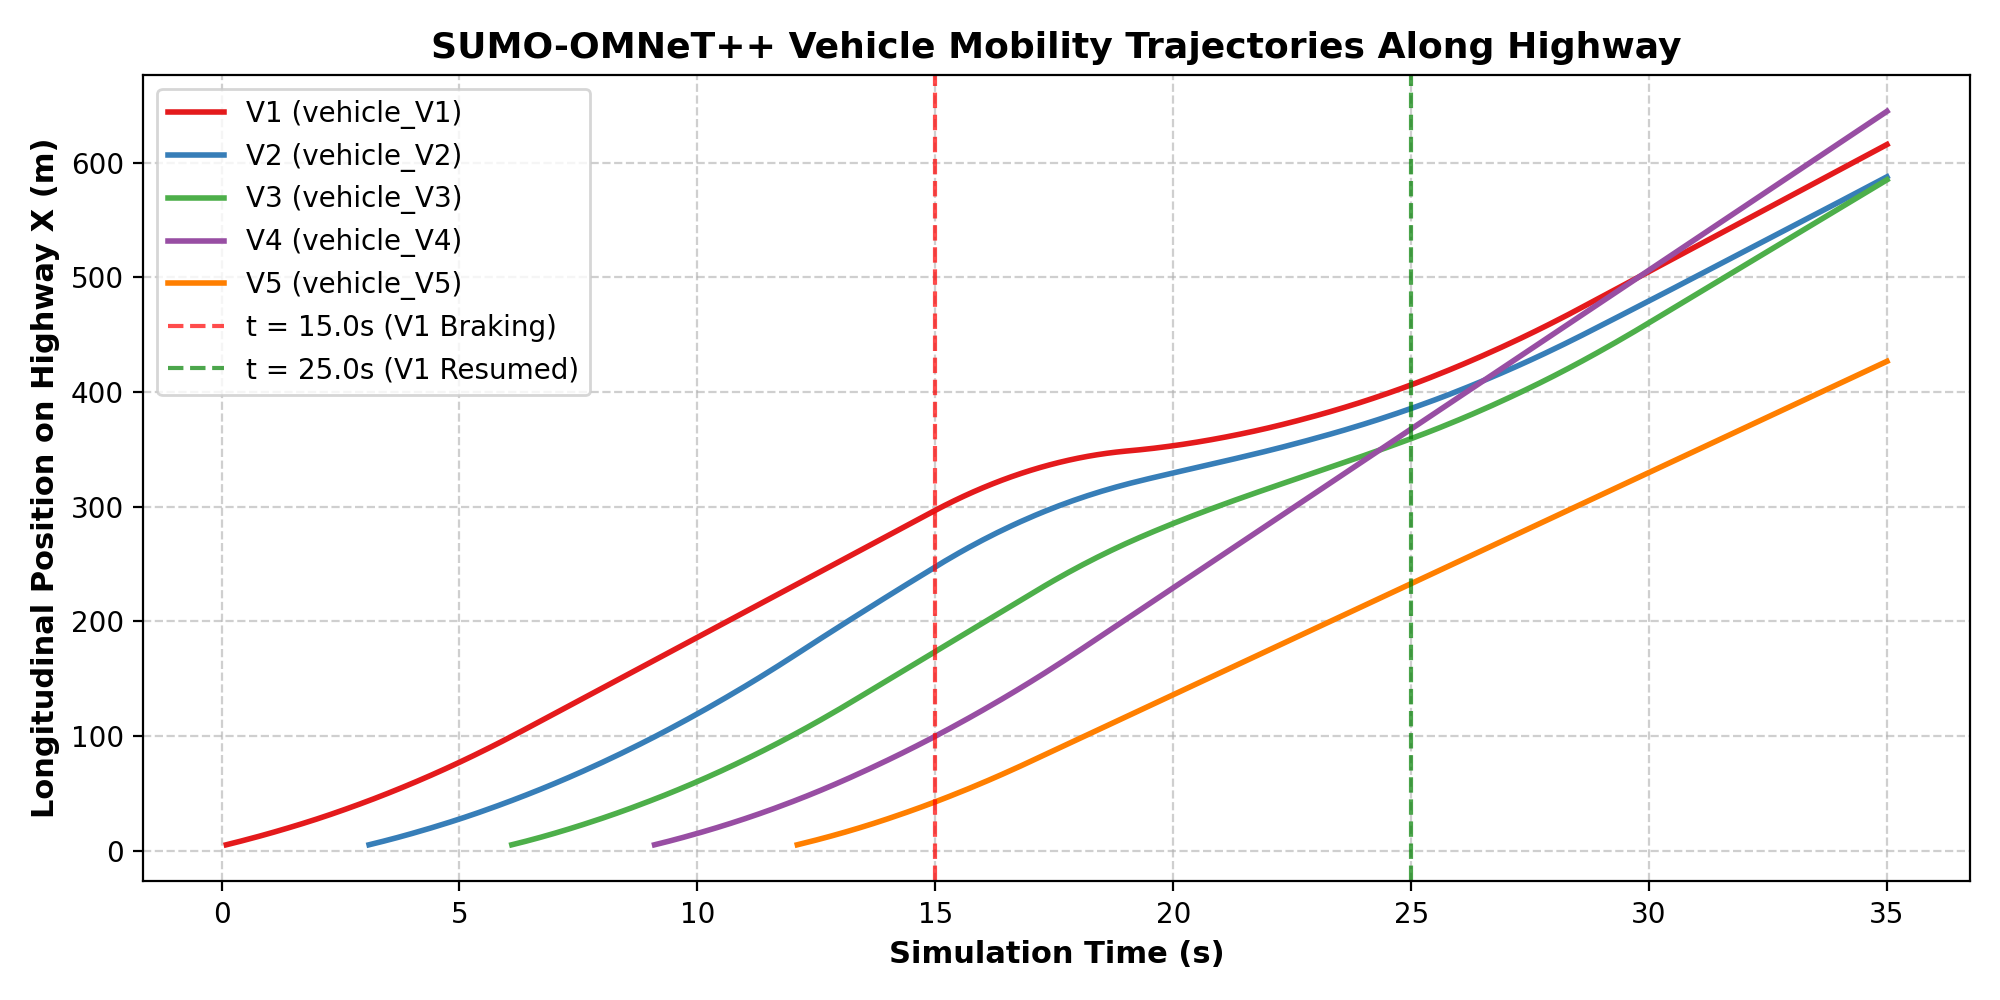 SUMO-OMNeT++ Vehicle Mobility Trajectories Along Highway
V1 (vehicle_V1)
V2 (vehicle_V2)
V3 (vehicle_V3)
V4 (vehicle_V4)
V5 (vehicle_V5)
t = 15.0s (V1 Braking)
t = 25.0s (V1 Resumed)
Longitudinal Position on Highway X (m)
600
500
400
300
200
100
0
0 5 10 15 20 25 30 35
Simulation Time (s)